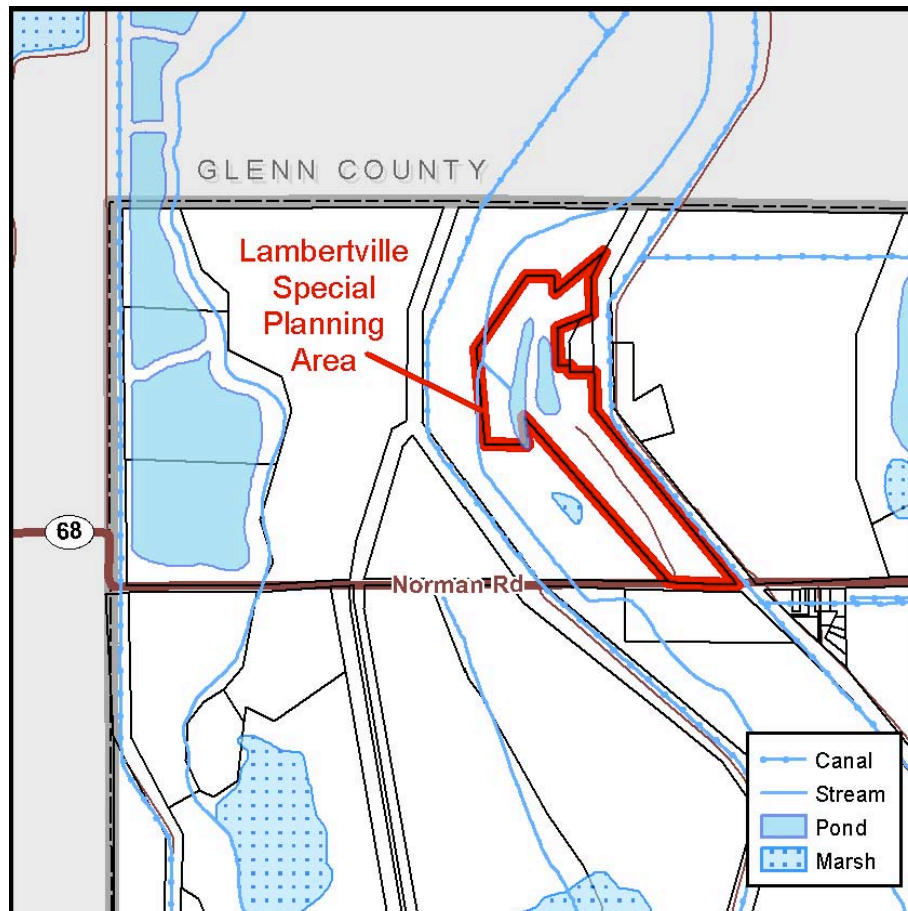 GLENN COUNTY
Lambertville
Special
Planning
Area
68
Norman Rd
Canal
Stream
Pond
Marsh